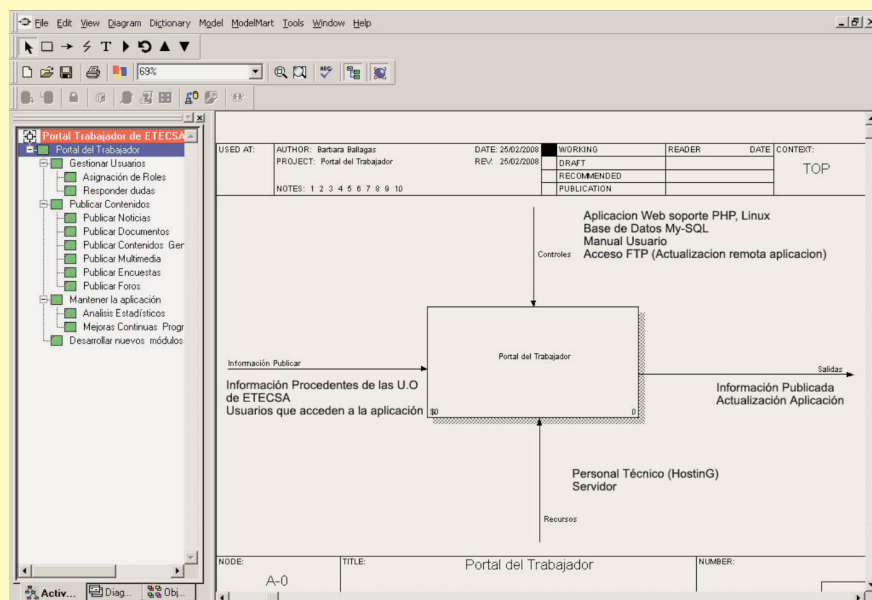 File Edit View Diagram Dictionary Model ModelMart Tools Window Help
T
69%
ABC
Portal Trabajador de ETECSA
Portal del Trabajador
Gestionar Usuarios
Asignación de Roles
Responder dudas
Publicar Contenidos
Publicar Noticias
Publicar Documentos
Publicar Contenidos Ger
Publicar Multimedia
Publicar Encuestas
Publicar Foros
Mantener la aplicación
Analisis Estadísticos
Mejoras Continuas Progr
Desarrollar nuevos módulos
Activ... Diag... Obj...
USED AT: AUTHOR: Barbara Ballagas DATE: 25/02/2008 WORKING READER DATE CONTEXT:
PROJECT: Portal del Trabajador REV: 25/02/2008 DRAFT
TOP
RECOMMENDED
NOTES: 1 2 3 4 5 6 7 8 9 10 PUBLICATION
Aplicacion Web soporte PHP, Linux
Base de Datos My-SQL
Manual Usuario
Controles Acceso FTP (Actualizacion remota aplicacion)
Portal del Trabajador
Información Publicar
Salidas
Información Procedentes de las U.O
de ETECSA
Usuarios que acceden a la aplicación
Información Publicada
Actualización Aplicación
$0 0
Personal Técnico (HostinG)
Servidor
Recursos
NODE: TITLE: Portal del Trabajador NUMBER:
A-0